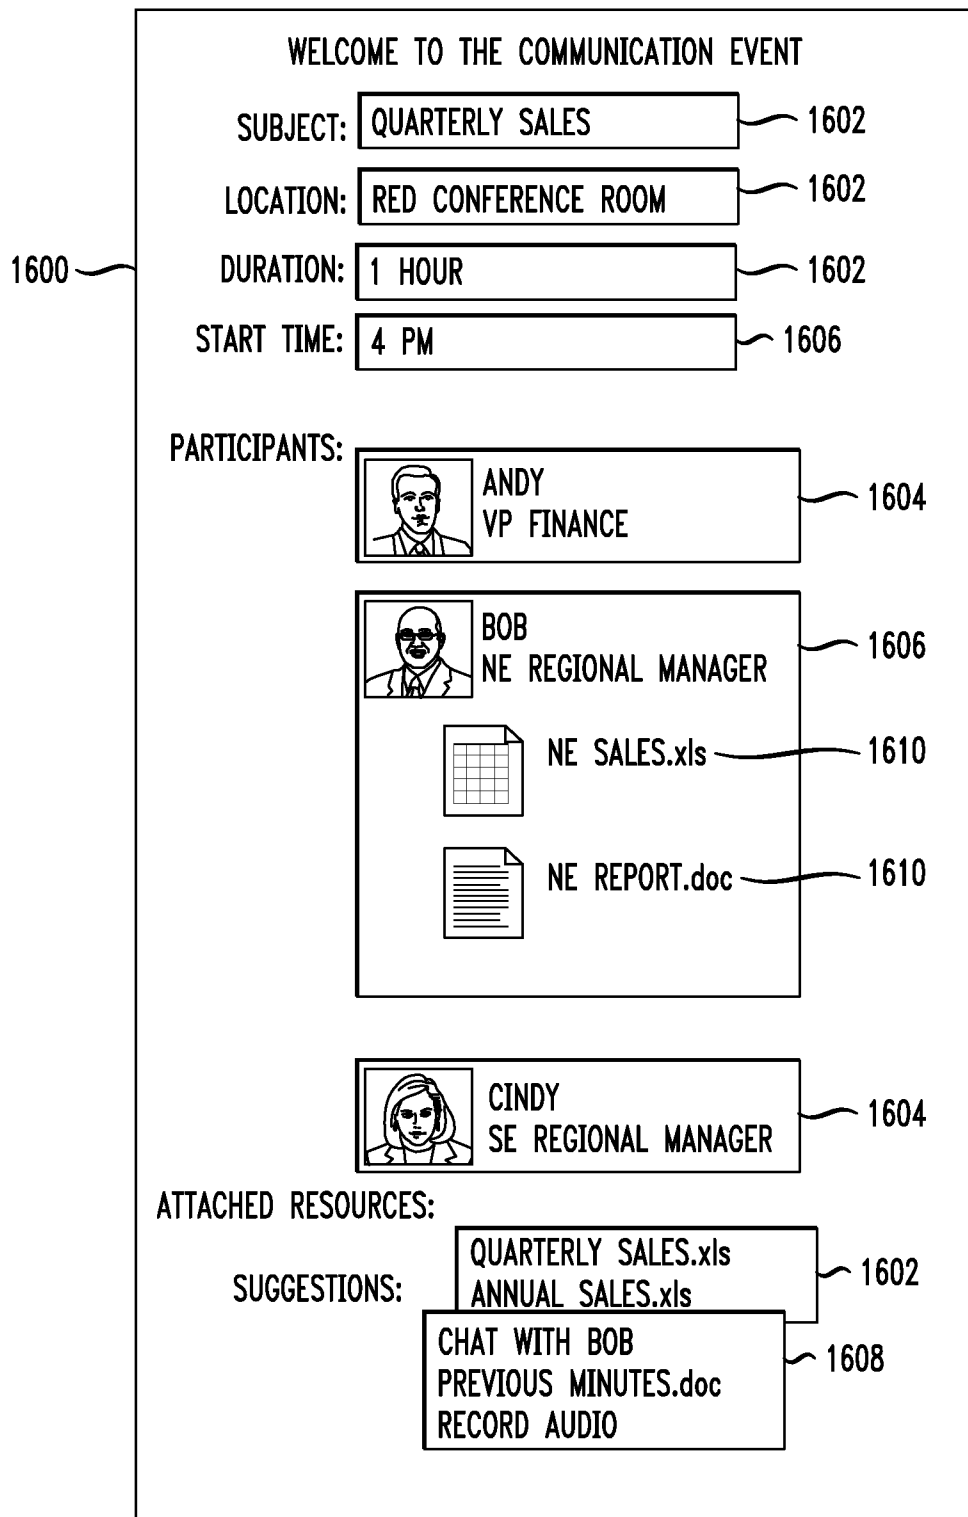 WELCOME TO THE COMMUNICATION EVENT
SUBJECT: QUARTERLY SALES 1602
LOCATION: RED CONFERENCE ROOM 1602
1600 DURATION: 1 HOUR 1602
START TIME: 4 PM 1606
PARTICIPANTS:
ANDY
VP FINANCE
1604
BOB
NE REGIONAL MANAGER
1606
NE SALES.xls 1610
NE REPORT.doc 1610
CINDY
SE REGIONAL MANAGER
1604
ATTACHED RESOURCES:
QUARTERLY SALES.xls
ANNUAL SALES.xls
1602
SUGGESTIONS:
CHAT WITH BOB
PREVIOUS MINUTES.doc
RECORD AUDIO
1608